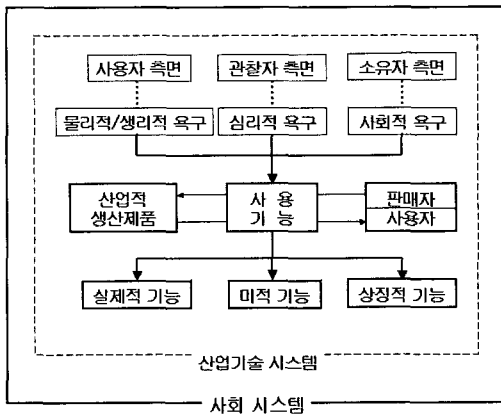 사용자 측면
관찰자 측면
소유자 측면
물리적/생리적 욕구
심리적 욕구
사회적 욕구
산업적
생산제품
사 용
기 능
판매자
사용자
실제적 기능
미적 기능
상징적 기능
산업기술 시스템
사회 시스템